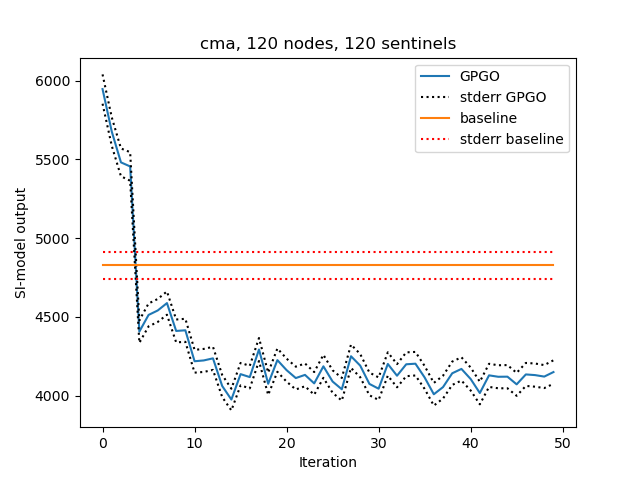 cma, 120 nodes, 120 sentinels
GPGO
stderr GPGO
baseline
stderr baseline
SI-model output
6000
5500
5000
4500
4000
0 10 20 30 40 50
Iteration